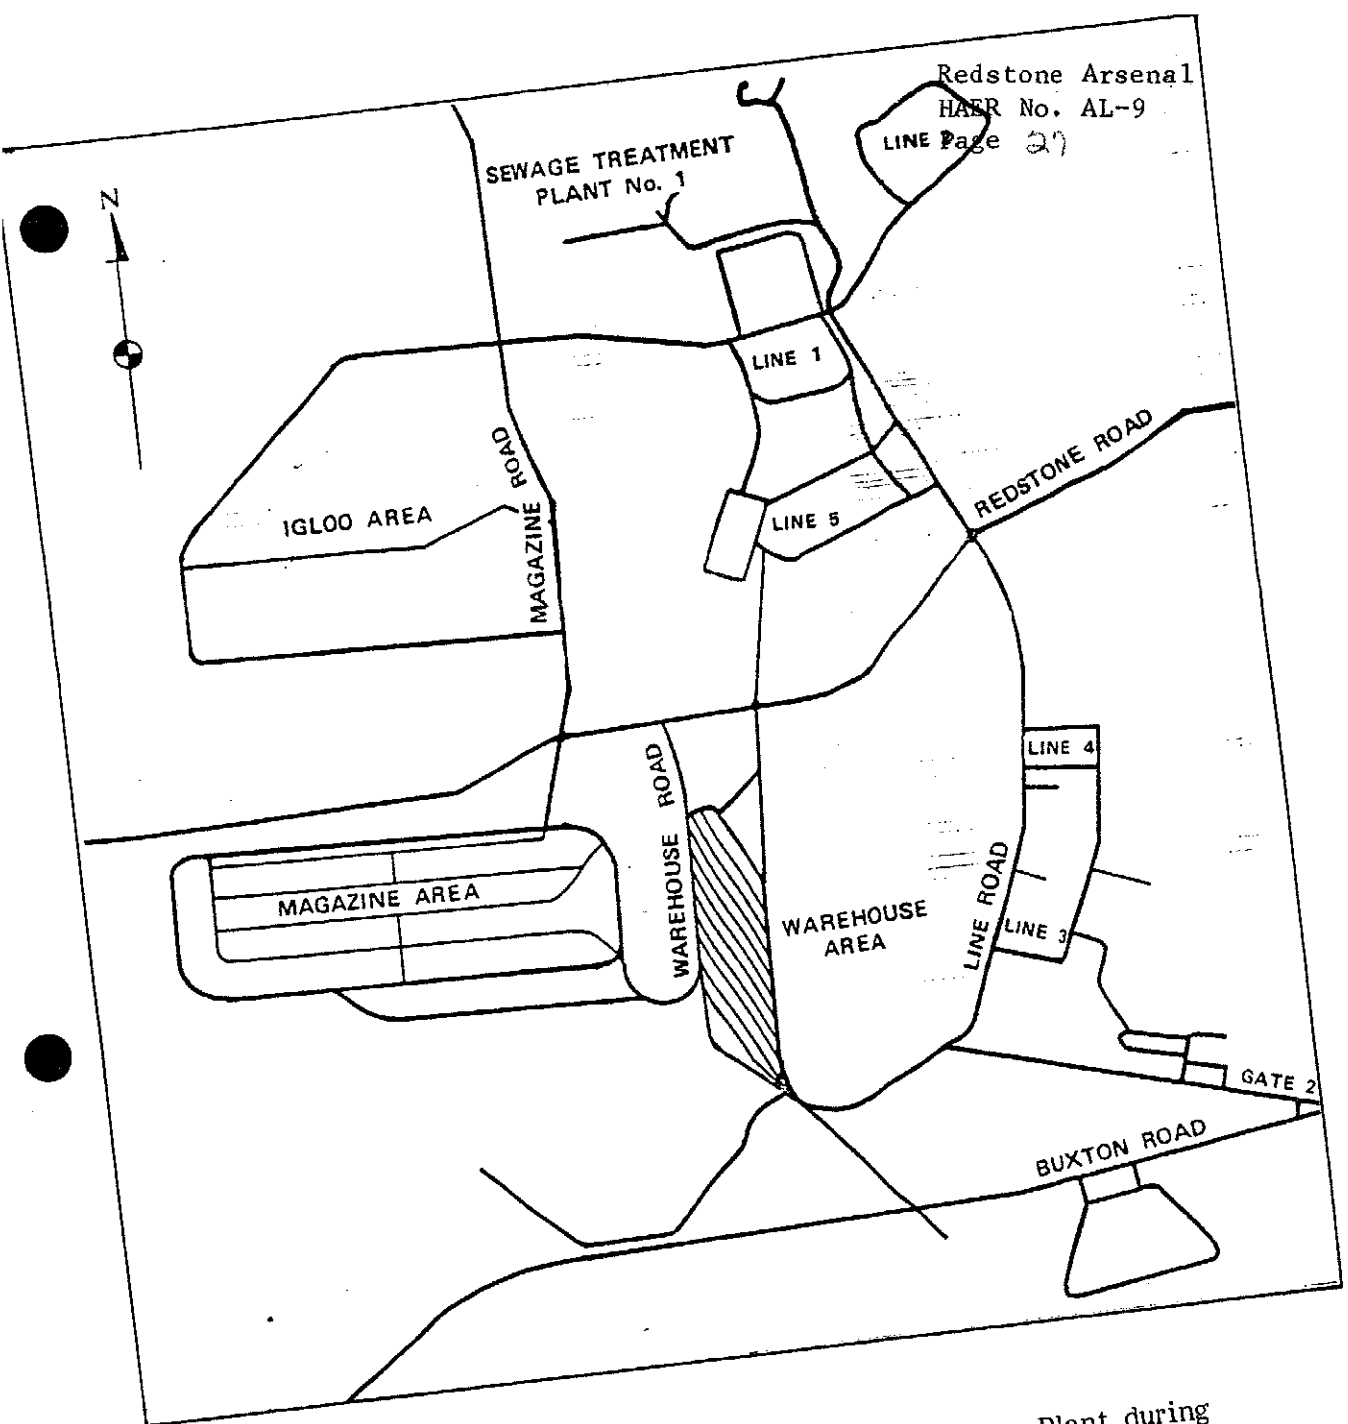 Redstone Arsenal
HAER No. AL-9
Page 27
LINE
SEWAGE TREATMENT
PLANT No. 1
N
LINE 1
REDSTONE ROAD
MAGAZINE ROAD
IGLOO AREA
LINE 5
LINE 4
WAREHOUSE ROAD
MAGAZINE AREA
WAREHOUSE
AREA
LINE ROAD
LINE 3
GATE 2
BUXTON ROAD
Plant during